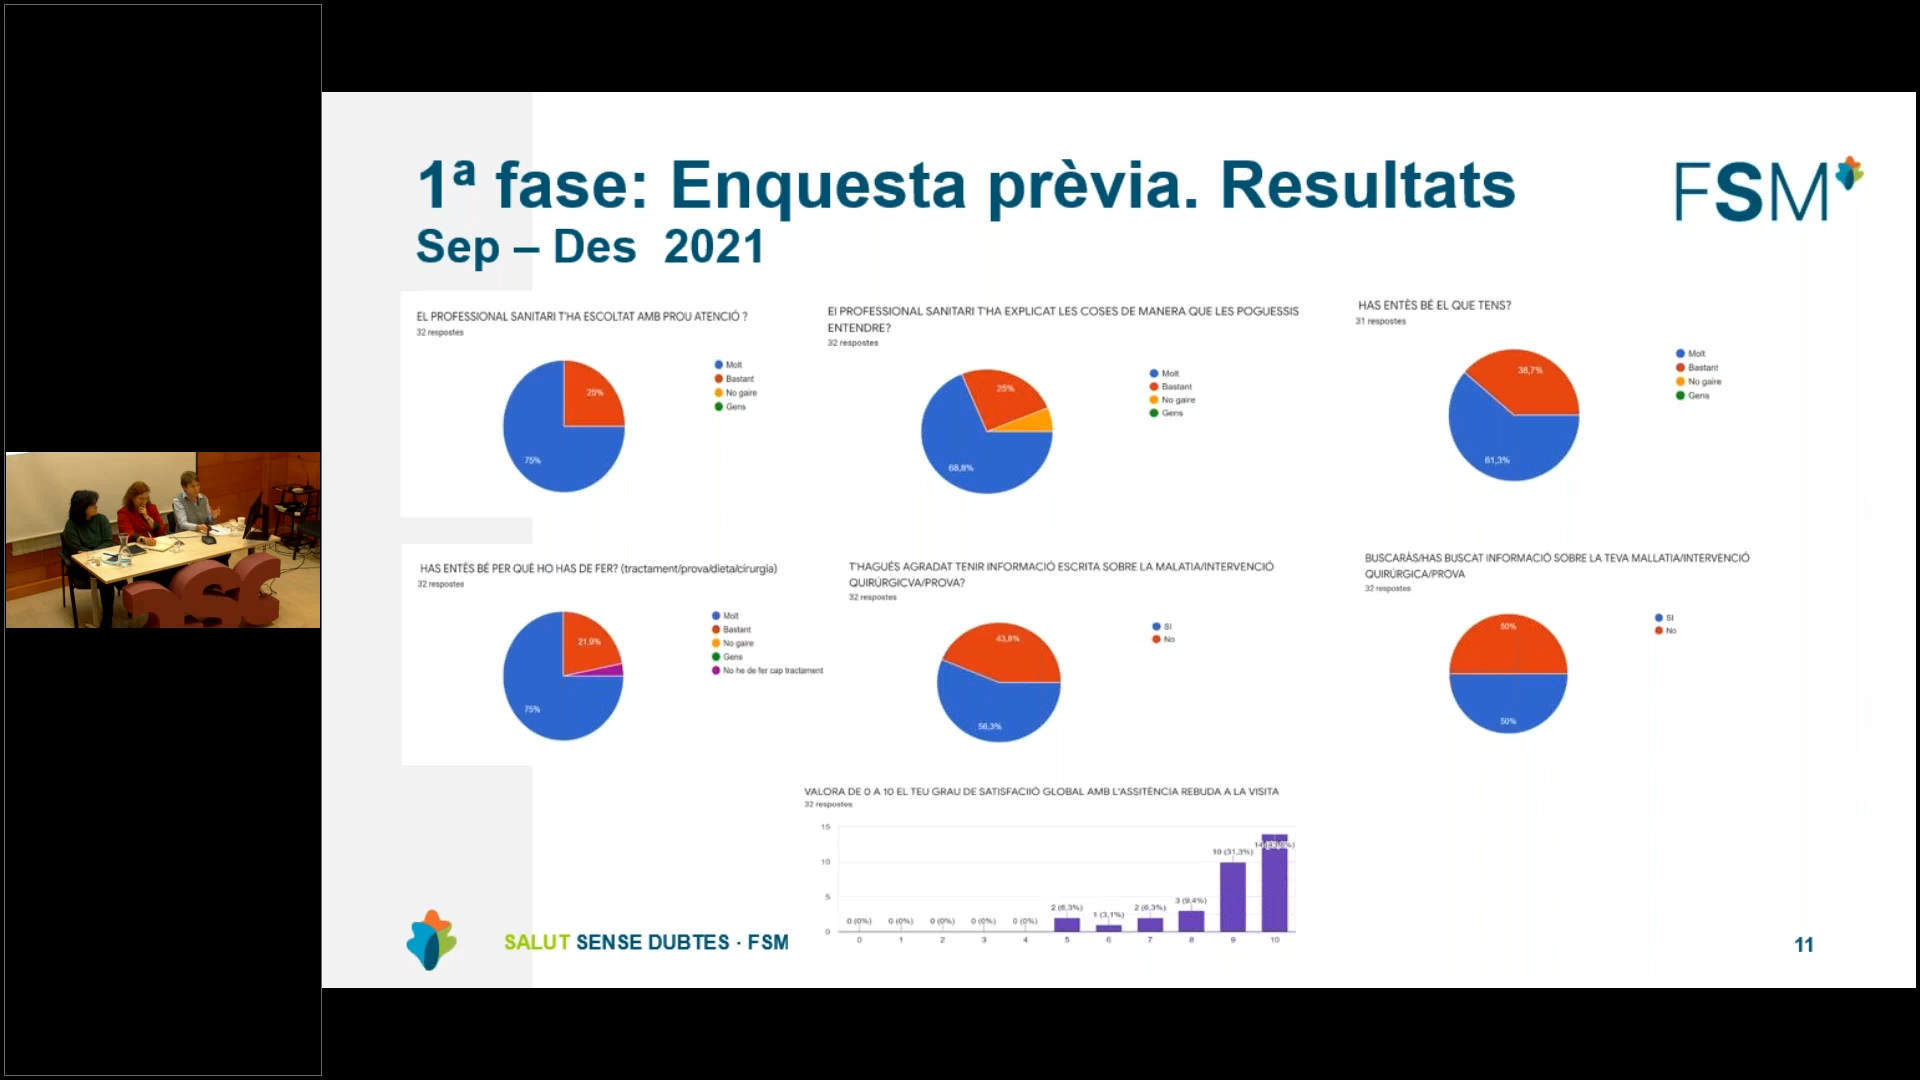 1ª fase: Enquesta prèvia. Resultats
Sep – Des 2021
FSM
EL PROFESSIONAL SANITARI T'HA ESCOLTAT AMB PROU ATENCIÓ ?
32 respostes
Molt
Bastant
No gaire
Gens
25%
75%
El PROFESSIONAL SANITARI T'HA EXPLICAT LES COSES DE MANERA QUE LES POGUESSIS
ENTENDRE?
32 respostes
Molt
Bastant
No gaire
Gens
25%
68,8%
HAS ENTÈS BÉ EL QUE TENS?
31 respostes
Molt
Bastant
No gaire
Gens
38,7%
61,3%
HAS ENTÈS BÉ PER QUÈ HO HAS DE FER? (tractament/prova/dieta/cirurgia)
32 respostes
Molt
Bastant
No gaire
Gens
No he de fer cap tractament
21,9%
75%
T'HAGUÉS AGRADAT TENIR INFORMACIÓ ESCRITA SOBRE LA MALATIA/INTERVENCIÓ
QUIRÚRGICVA/PROVA?
32 respostes
SI
No
43,8%
56,3%
BUSCARÀS/HAS BUSCAT INFORMACIÓ SOBRE LA TEVA MALLATIA/INTERVENCIÓ
QUIRÚRGICA/PROVA
32 respostes
SI
No
50%
50%
VALORA DE 0 A 10 EL TEU GRAU DE SATISFACIIÓ GLOBAL AMB L'ASSITÈNCIA REBUDA A LA VISITA
32 respostes
15
10
5
0
0 (0%) 0 (0%) 0 (0%) 0 (0%) 0 (0%) 2 (6,3%) 1 (3,1%) 2 (6,3%) 3 (9,4%) 10 (31,3%) 14 (43,8%)
0 1 2 3 4 5 6 7 8 9 10
SALUT SENSE DUBTES · FSM
11